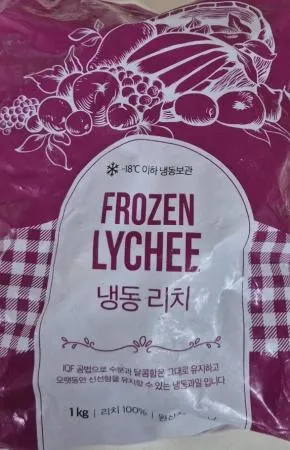 -18℃ 이하 냉동보관
FROZEN
LYCHEE
냉동 리치
IQF 공법으로 수분과 달콤함은 그대로 유지하고
오랫동안 신선함을 유지할 수 있는 냉동과일 입니다
1kg | 리치 100% |